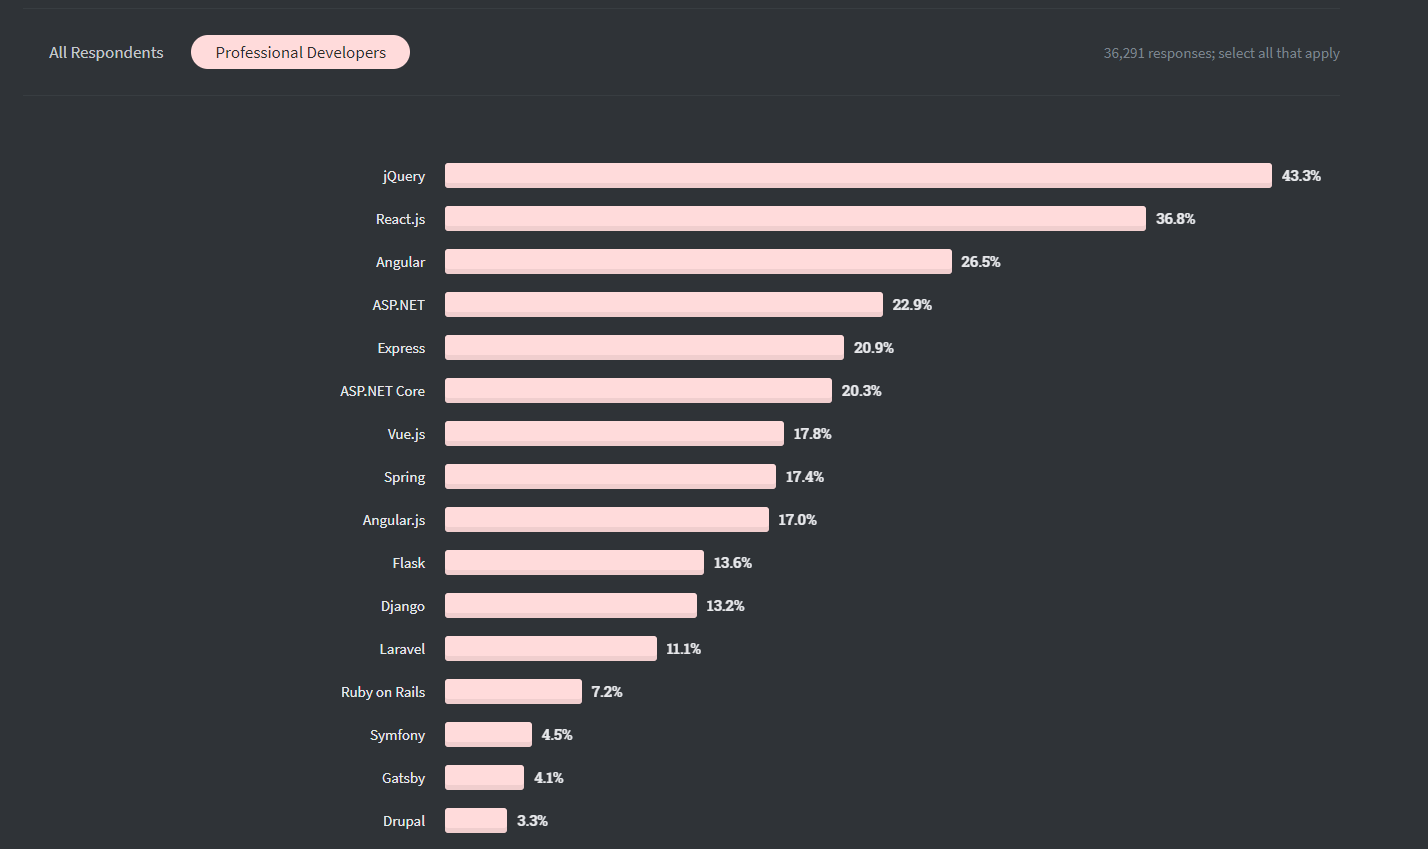 All Respondents Professional Developers 36,291 responses; select all that apply
jQuery 43.3%
React.js 36.8%
Angular 26.5%
ASP.NET 22.9%
Express 20.9%
ASP.NET Core 20.3%
Vue.js 17.8%
Spring 17.4%
Angular.js 17.0%
Flask 13.6%
Django 13.2%
Laravel 11.1%
Ruby on Rails 7.2%
Symfony 4.5%
Gatsby 4.1%
Drupal 3.3%